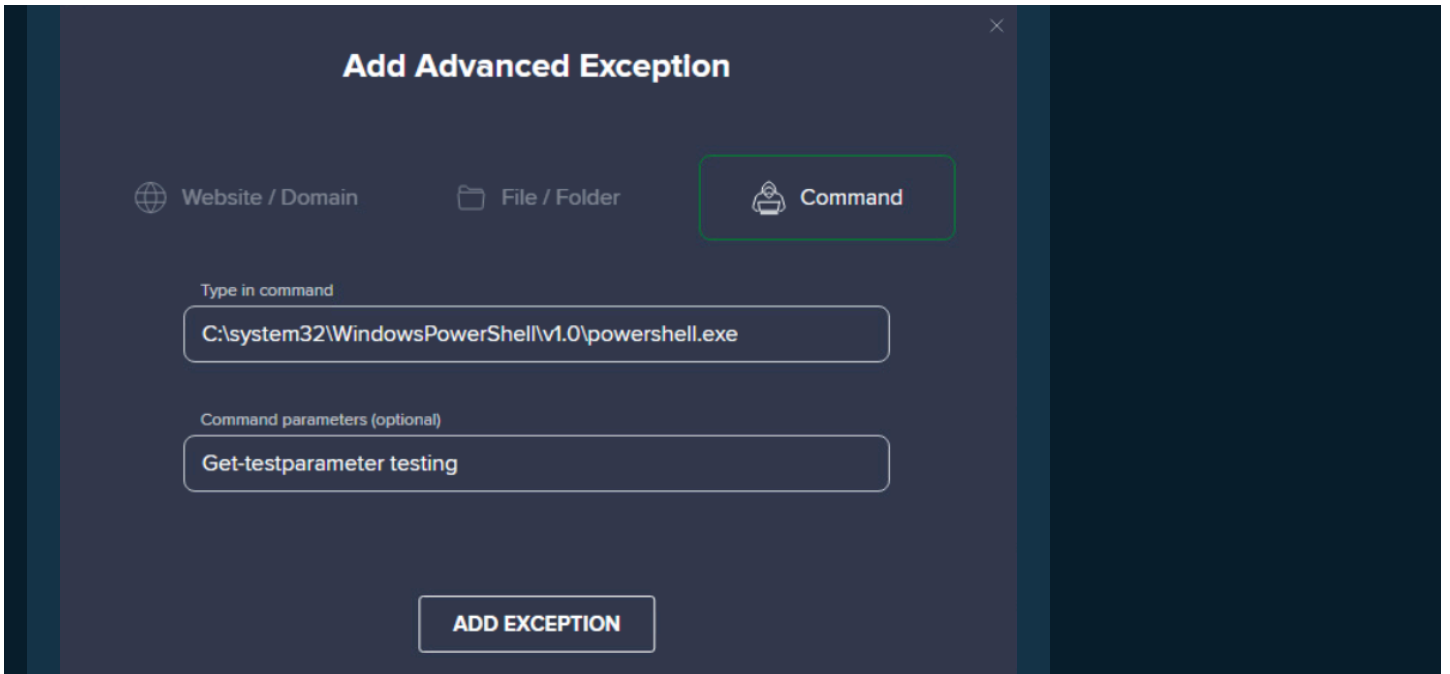 Add Advanced Exception
Website / Domain
File / Folder
Command
Type in command
C:\system32\WindowsPowerShell\v1.0\powershell.exe
Command parameters (optional)
Get-testparameter testing
ADD EXCEPTION